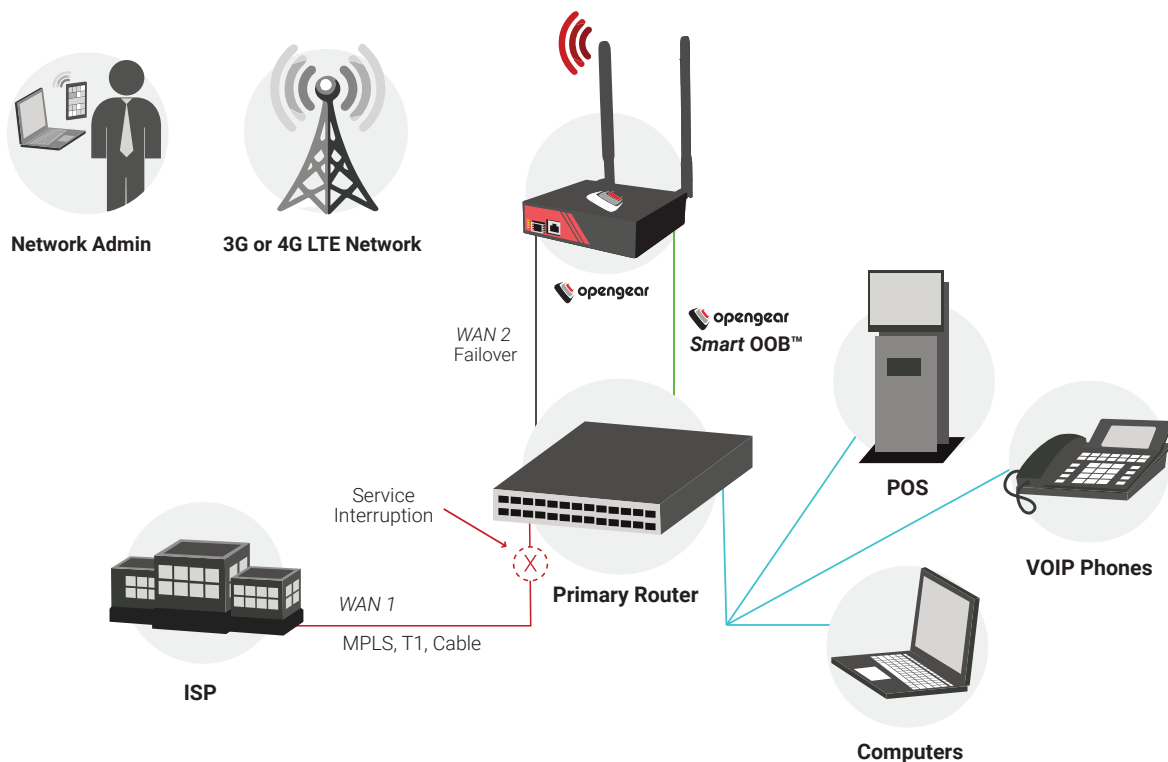 Network Admin
3G or 4G LTE Network
opengear
WAN 2
Failover
opengear
Smart OOB™
POS
VOIP Phones
Service
Interruption
X
Primary Router
WAN 1
MPLS, T1, Cable
ISP
Computers